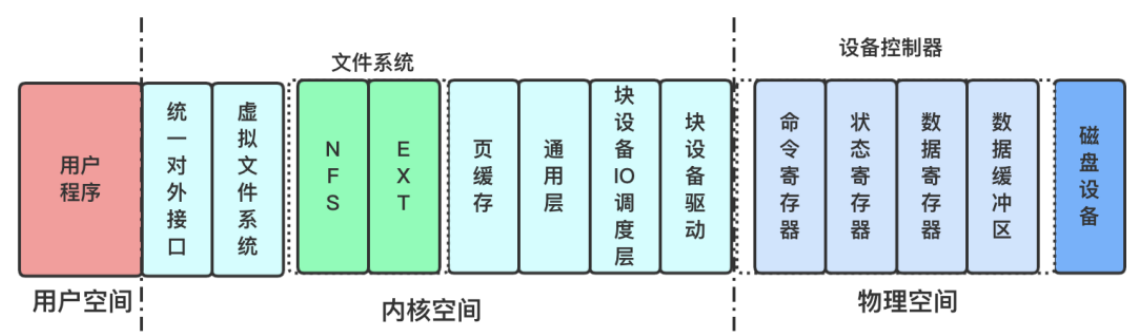 文件系统
设备控制器
用户
程序
统一对外接口
虚拟文件系统
NFS
EXT
页缓存
通用层
块设备IO调度层
块设备驱动
命令寄存器
状态寄存器
数据寄存器
数据缓冲区
磁盘设备
用户空间
内核空间
物理空间